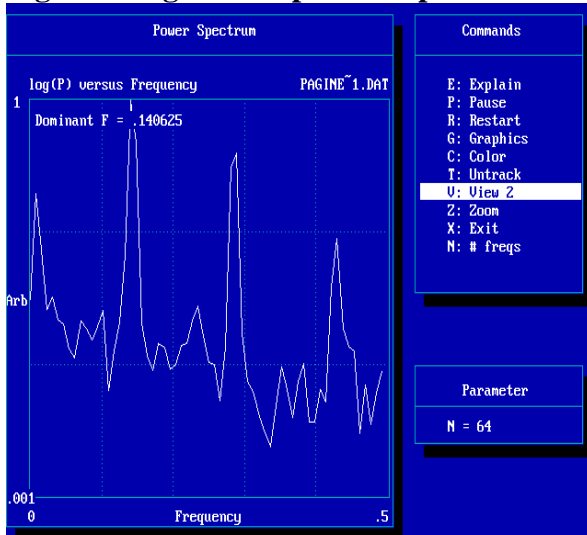 Power Spectrum
log(P) versus Frequency PAGINE~1.DAT
1
Dominant F = .140625
Arb
.001
0 Frequency .5
Commands
E: Explain
P: Pause
R: Restart
G: Graphics
C: Color
T: Untrack
V: View 2
Z: Zoom
X: Exit
N: # freqs
Parameter
N = 64